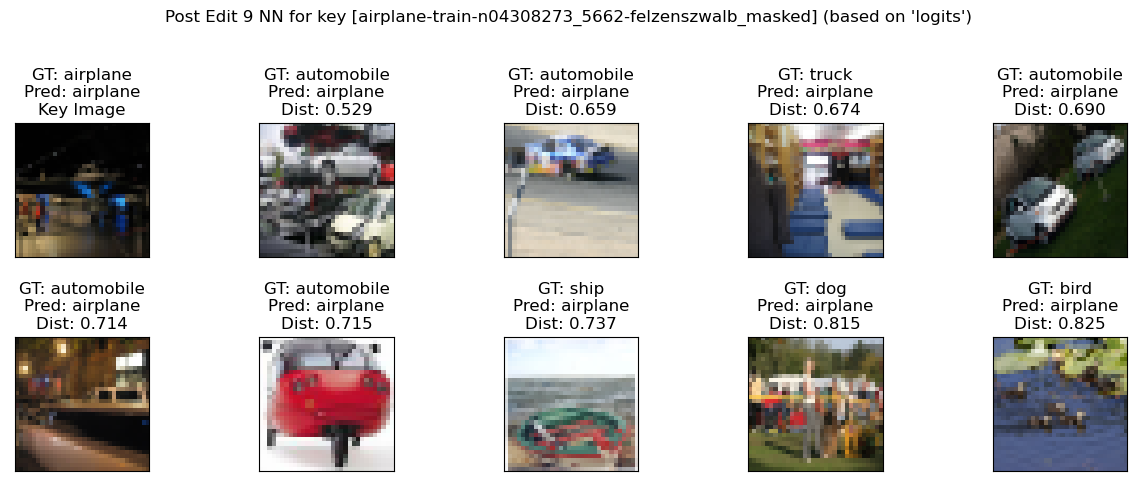 Post Edit 9 NN for key [airplane-train-n04308273_5662-felzenszwalb_masked] (based on 'logits')
GT: airplane
Pred: airplane
Key Image
GT: automobile
Pred: airplane
Dist: 0.529
GT: automobile
Pred: airplane
Dist: 0.659
GT: truck
Pred: airplane
Dist: 0.674
GT: automobile
Pred: airplane
Dist: 0.690
GT: automobile
Pred: airplane
Dist: 0.714
GT: automobile
Pred: airplane
Dist: 0.715
GT: ship
Pred: airplane
Dist: 0.737
GT: dog
Pred: airplane
Dist: 0.815
GT: bird
Pred: airplane
Dist: 0.825